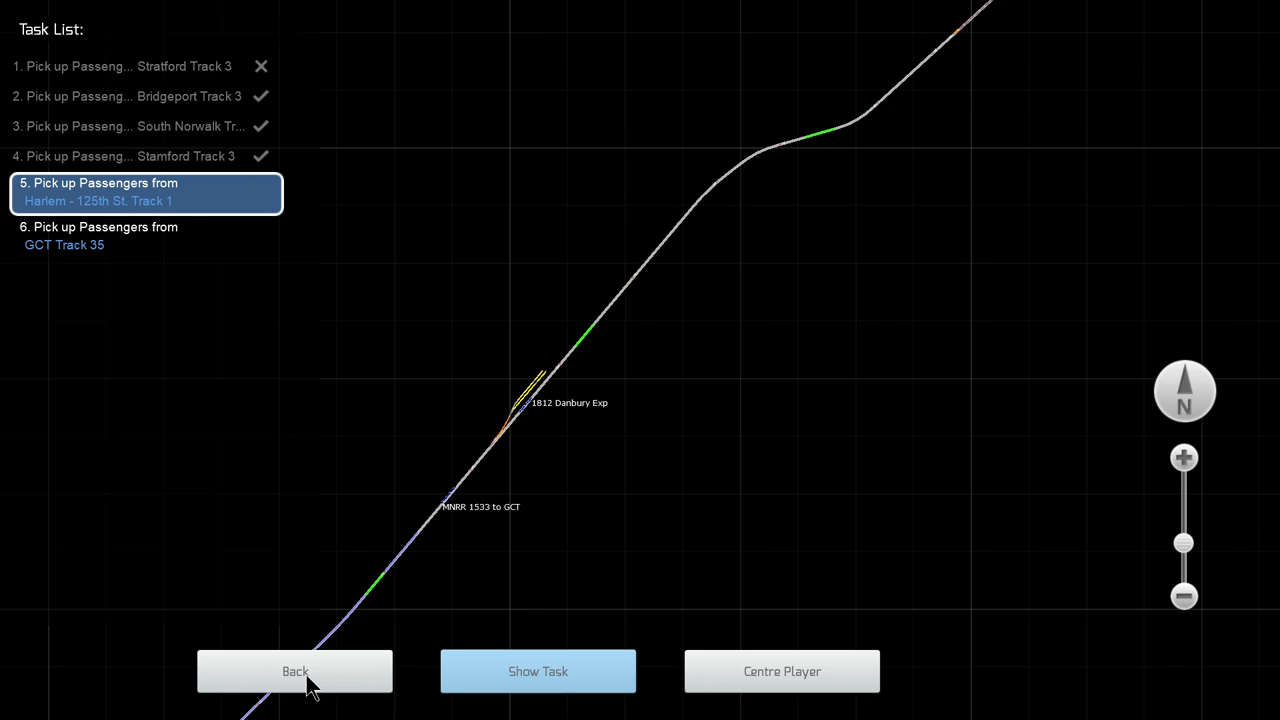 Task List:
1. Pick up Passeng... Stratford Track 3
2. Pick up Passeng... Bridgeport Track 3
3. Pick up Passeng... South Norwalk Tr...
4. Pick up Passeng... Stamford Track 3
5. Pick up Passengers from
Harlem - 125th St. Track 1
6. Pick up Passengers from
GCT Track 35
1812 Danbury Exp
MNRR 1533 to GCT
N
Back
Show Task
Centre Player